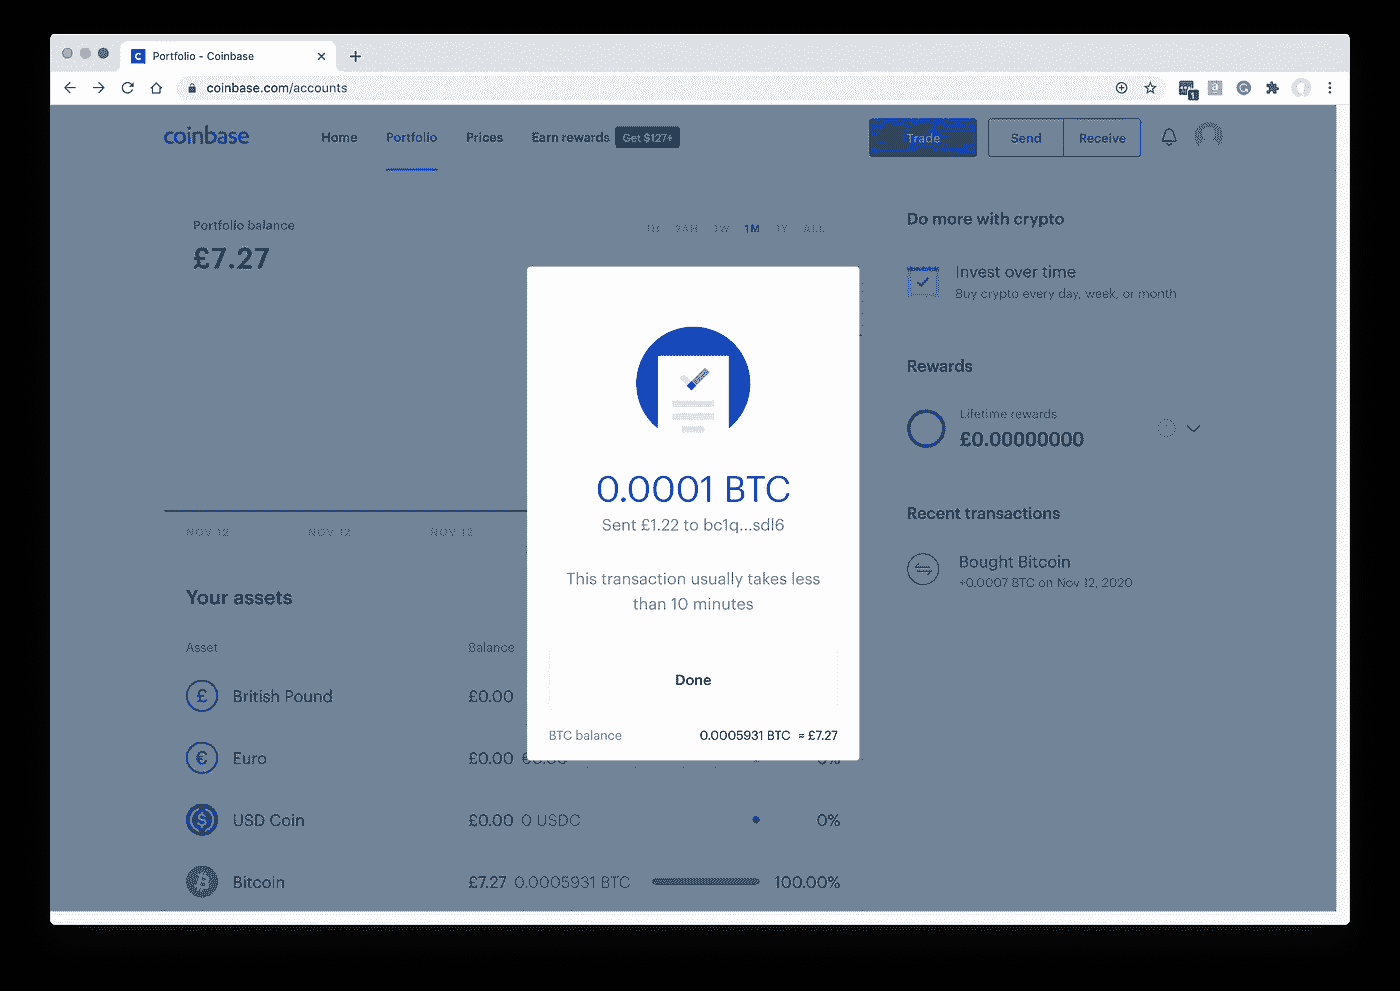 Portfolio - Coinbase
coinbase.com/accounts
1
coinbase
Home
Portfolio
Prices
Earn rewards
Get $127+
Trade
Send
Receive
Portfolio balance
£7.27
1H 24H 1W 1M 1Y ALL
NOV 12
NOV 12
NOV 12
Your assets
Asset
Balance
British Pound
£0.00
Euro
£0.00
USD Coin
£0.00 0 USDC
0%
Bitcoin
£7.27 0.0005931 BTC
100.00%
0.0001 BTC
Sent £1.22 to bc1q...sdl6
This transaction usually takes less
than 10 minutes
Done
BTC balance
0.0005931 BTC ≈ £7.27
Do more with crypto
Invest over time
Buy crypto every day, week, or month
Rewards
Lifetime rewards
£0.00000000
Recent transactions
Bought Bitcoin
+0.0007 BTC on Nov 12, 2020